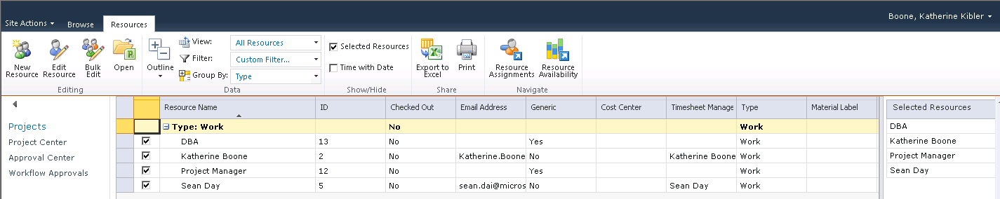 Boone, Katherine Kibler
Site Actions Browse Resources
New Resource
Edit Resource
Bulk Edit
Open
Editing
Outline
View: All Resources
Filter: Custom Filter...
Group By: Type
Data
Selected Resources
Time with Date
Show/Hide
Export to Excel
Print
Share
Resource Assignments
Resource Availability
Navigate
Projects
Project Center
Approval Center
Workflow Approvals
Resource Name ID Checked Out Email Address Generic Cost Center Timesheet Manage Type Material Label
Type: Work No Work
DBA 13 No Yes Work
Katherine Boone 2 No Katherine.Boone No Katherine Boone Work
Project Manager 12 No Yes Work
Sean Day 5 No sean.dai@micros No Sean Day Work
Selected Resources
DBA
Katherine Boone
Project Manager
Sean Day